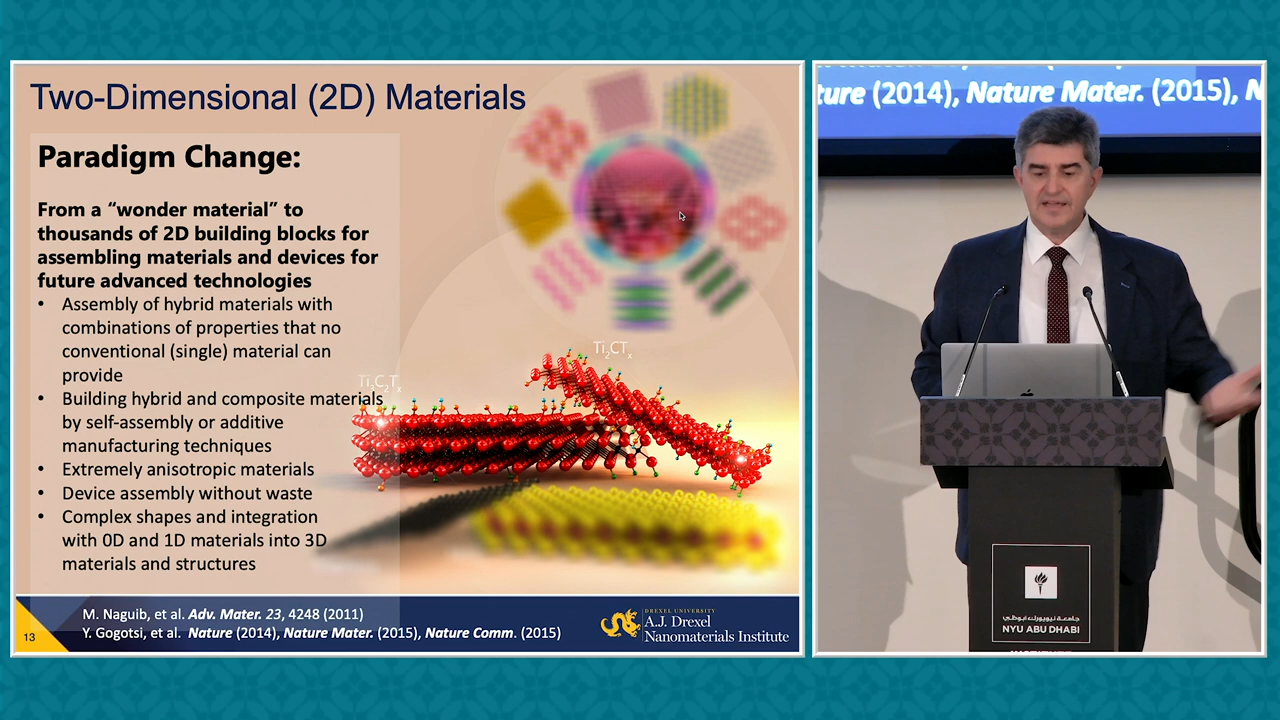 Two-Dimensional (2D) Materials
Paradigm Change:
From a “wonder material” to
thousands of 2D building blocks for
assembling materials and devices for
future advanced technologies
• Assembly of hybrid materials with
combinations of properties that no
conventional (single) material can
provide
• Building hybrid and composite materials
by self-assembly or additive
manufacturing techniques
• Extremely anisotropic materials
• Device assembly without waste
• Complex shapes and integration
with 0D and 1D materials into 3D
materials and structures
Ti₂CTₓ
Ti₃C₂Tₓ
M. Naguib, et al. Adv. Mater. 23, 4248 (2011)
Y. Gogotsi, et al. Nature (2014), Nature Mater. (2015), Nature Comm. (2015)
13
DREXEL UNIVERSITY
A.J. Drexel
Nanomaterials Institute
ture (2014), Nature Mater. (2015), N
جامعة نيويورك أبوظبي
NYU ABU DHABI